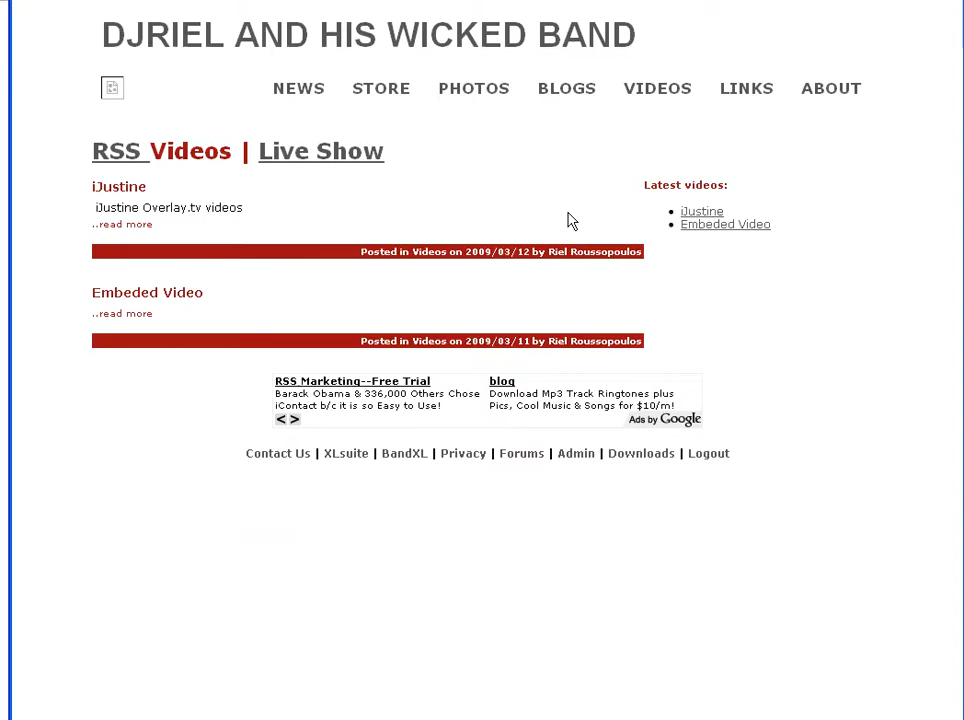 DJRIEL AND HIS WICKED BAND
NEWS STORE PHOTOS BLOGS VIDEOS LINKS ABOUT
RSS Videos | Live Show
iJustine
iJustine Overlay.tv videos
..read more
Posted in Videos on 2009/03/12 by Riel Roussopoulos
Embeded Video
..read more
Posted in Videos on 2009/03/11 by Riel Roussopoulos
Latest videos:
iJustine
Embeded Video
RSS Marketing--Free Trial
Barack Obama & 336,000 Others Chose
iContact b/c it is so Easy to Use!
blog
Download Mp3 Track Ringtones plus
Pics, Cool Music & Songs for $10/m!
< >
Ads by Google
Contact Us | XLsuite | BandXL | Privacy | Forums | Admin | Downloads | Logout